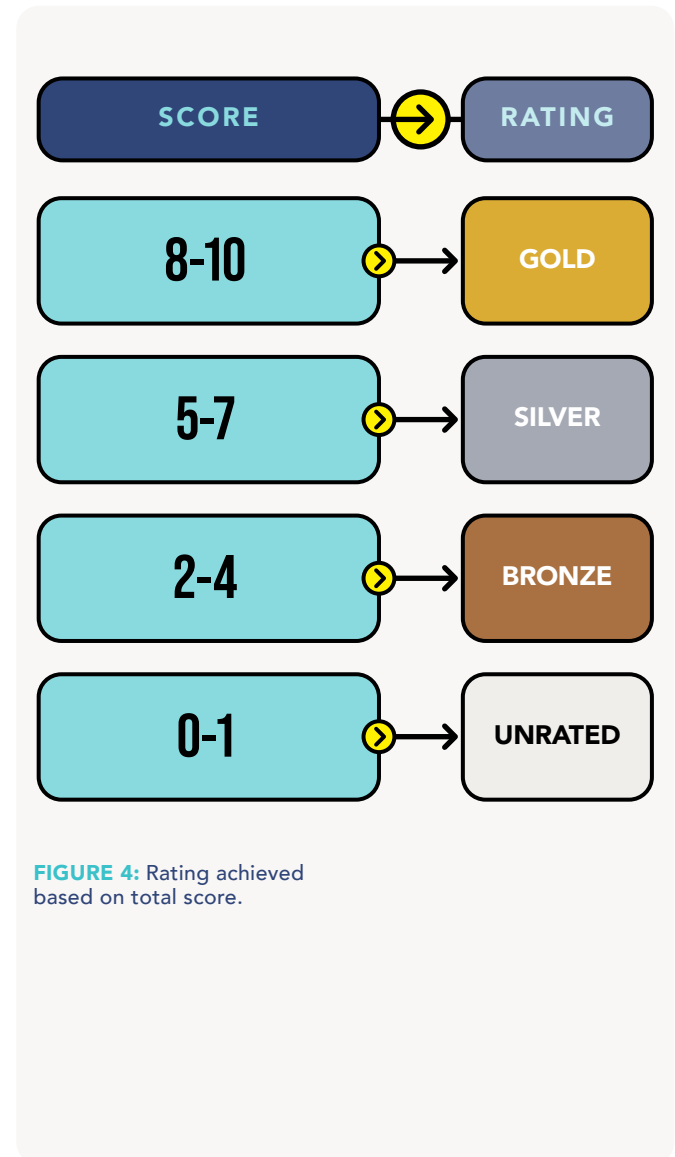 SCORE RATING
8-10 GOLD
5-7 SILVER
2-4 BRONZE
0-1 UNRATED
FIGURE 4: Rating achieved
based on total score.